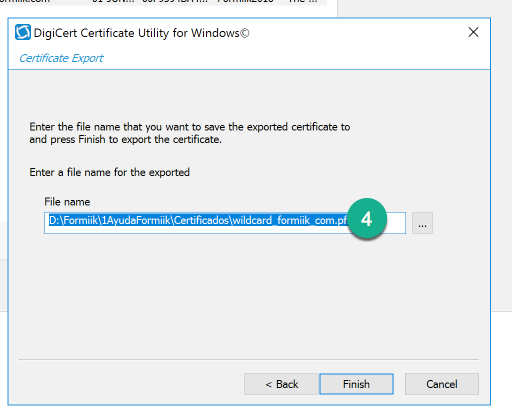 DigiCert Certificate Utility for Windows©
Certificate Export
Enter the file name that you want to save the exported certificate to
and press Finish to export the certificate.
Enter a file name for the exported
File name
D:\Formiik\1AyudaFormiik\Certificados\wildcard_formiik_com.pf
4
...
< Back
Finish
Cancel